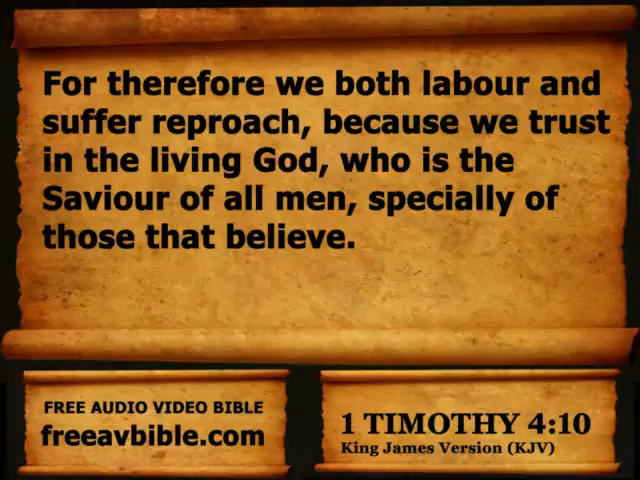 For therefore we both labour and
suffer reproach, because we trust
in the living God, who is the
Saviour of all men, specially of
those that believe.
FREE AUDIO VIDEO BIBLE
freeavbible.com
1 TIMOTHY 4:10
King James Version (KJV)